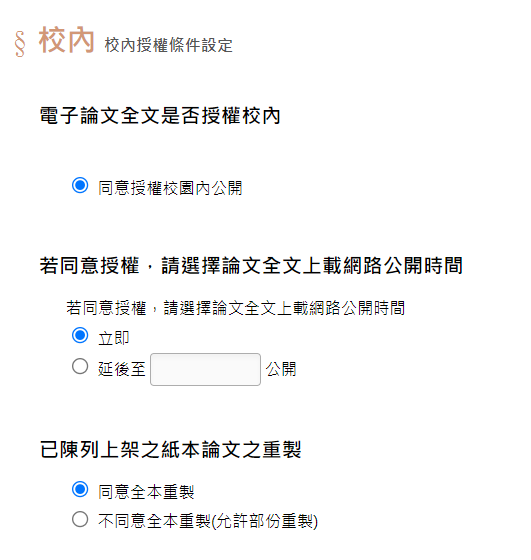 § 校內 校內授權條件設定
電子論文全文是否授權校內
同意授權校園內公開
若同意授權，請選擇論文全文上載網路公開時間
若同意授權，請選擇論文全文上載網路公開時間
立即
延後至 公開
已陳列上架之紙本論文之重製
同意全本重製
不同意全本重製(允許部份重製)